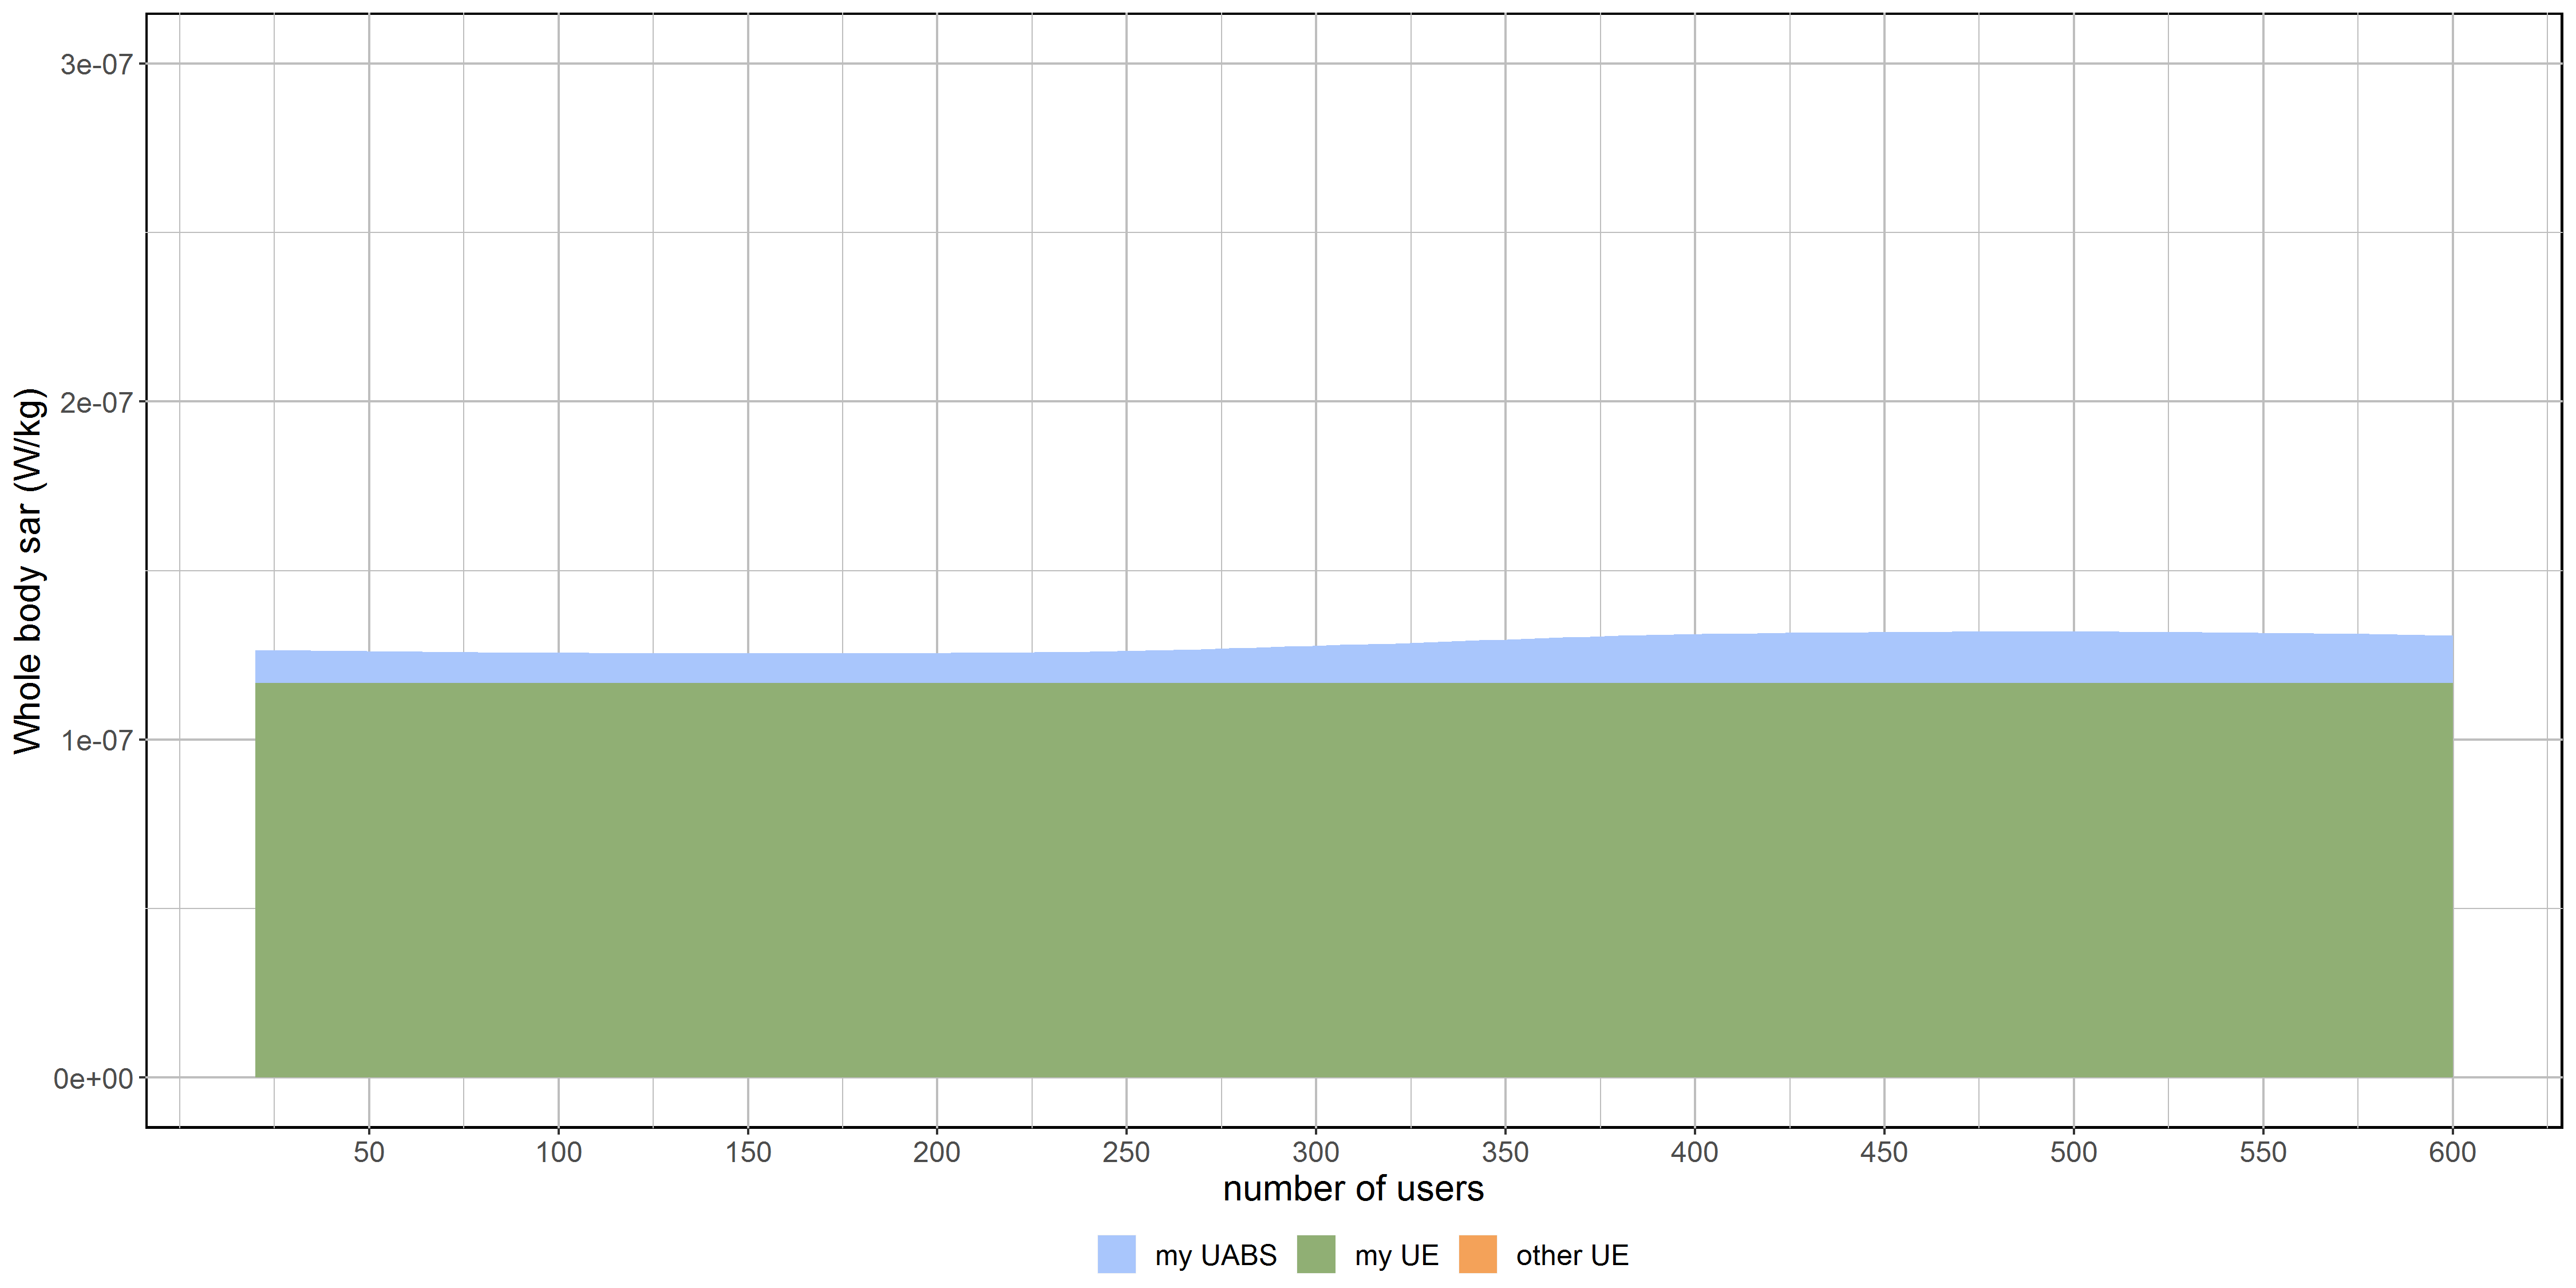 Whole body sar (W/kg)
3e-07
2e-07
1e-07
0e+00
50 100 150 200 250 300 350 400 450 500 550 600
number of users
my UABS my UE other UE